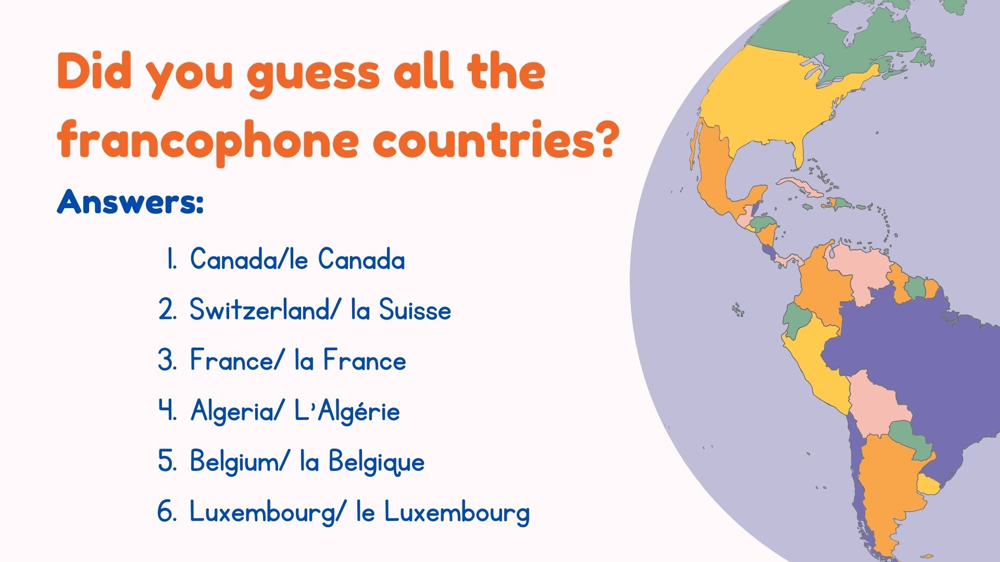 Did you guess all the
francophone countries?
Answers:
1. Canada/le Canada
2. Switzerland/ la Suisse
3. France/ la France
4. Algeria/ L'Algérie
5. Belgium/ la Belgique
6. Luxembourg/ le Luxembourg